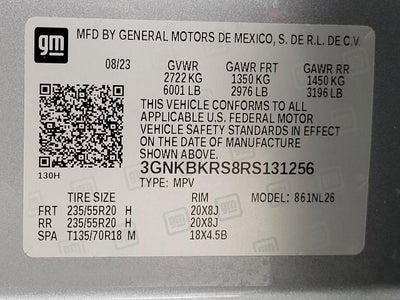 gm MFD BY GENERAL MOTORS DE MEXICO, S. DE R.L. DE C.V.
08/23 GVWR GAWR FRT GAWR RR
2722 KG 1350 KG 1450 KG
6001 LB 2976 LB 3196 LB
THIS VEHICLE CONFORMS TO ALL
APPLICABLE U.S. FEDERAL MOTOR
VEHICLE SAFETY STANDARDS IN EFFECT
ON THE DATE OF MANUFACTURE
SHOWN ABOVE.
3GNKBKRS8RS131256
130H TYPE: MPV
TIRE SIZE RIM MODEL: 861NL26
FRT 235/55R20 H 20X8J
RR 235/55R20 H 20X8J
SPA T135/70R18 M 18X4.5B